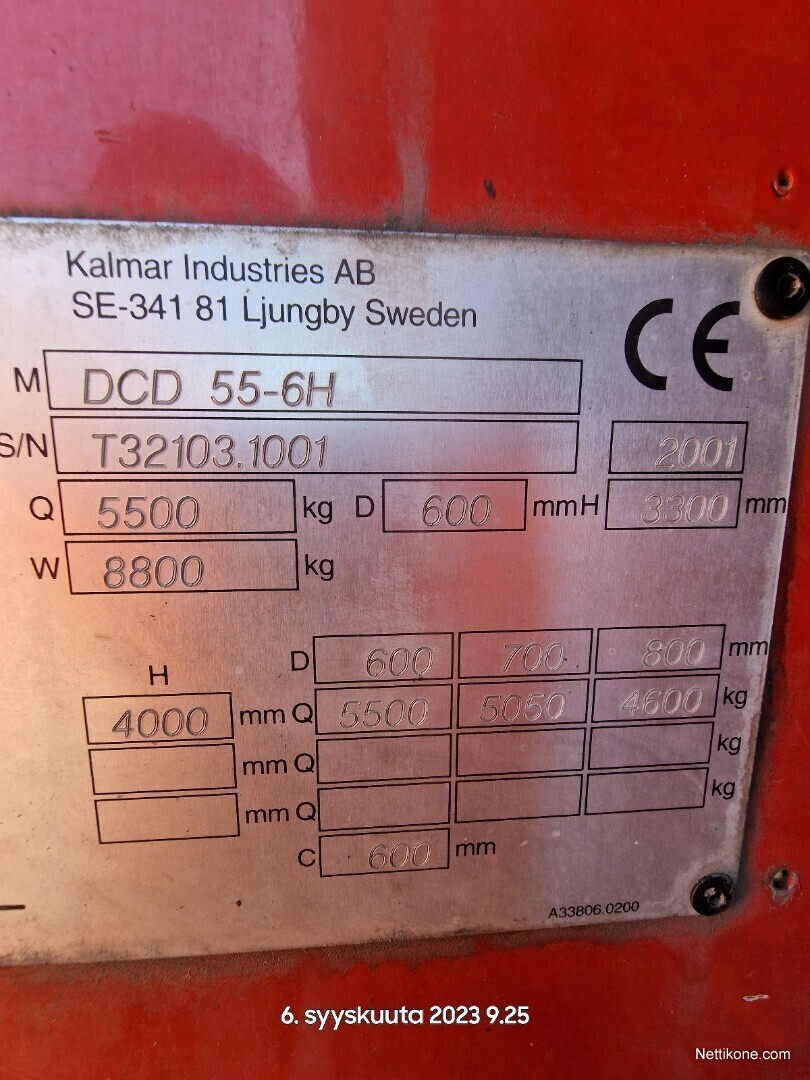 Kalmar Industries AB
SE-341 81 Ljungby Sweden
CE
M DCD 55-6H
S/N T32103.1001 2001
Q 5500 kg D 600 mm H 3300 mm
W 8800 kg
H D 600 700 800 mm
4000 mm Q 5500 5050 4600 kg
mm Q kg
mm Q kg
C 600 mm
A33806.0200
6. syyskuuta 2023 9.25
Nettikone.com